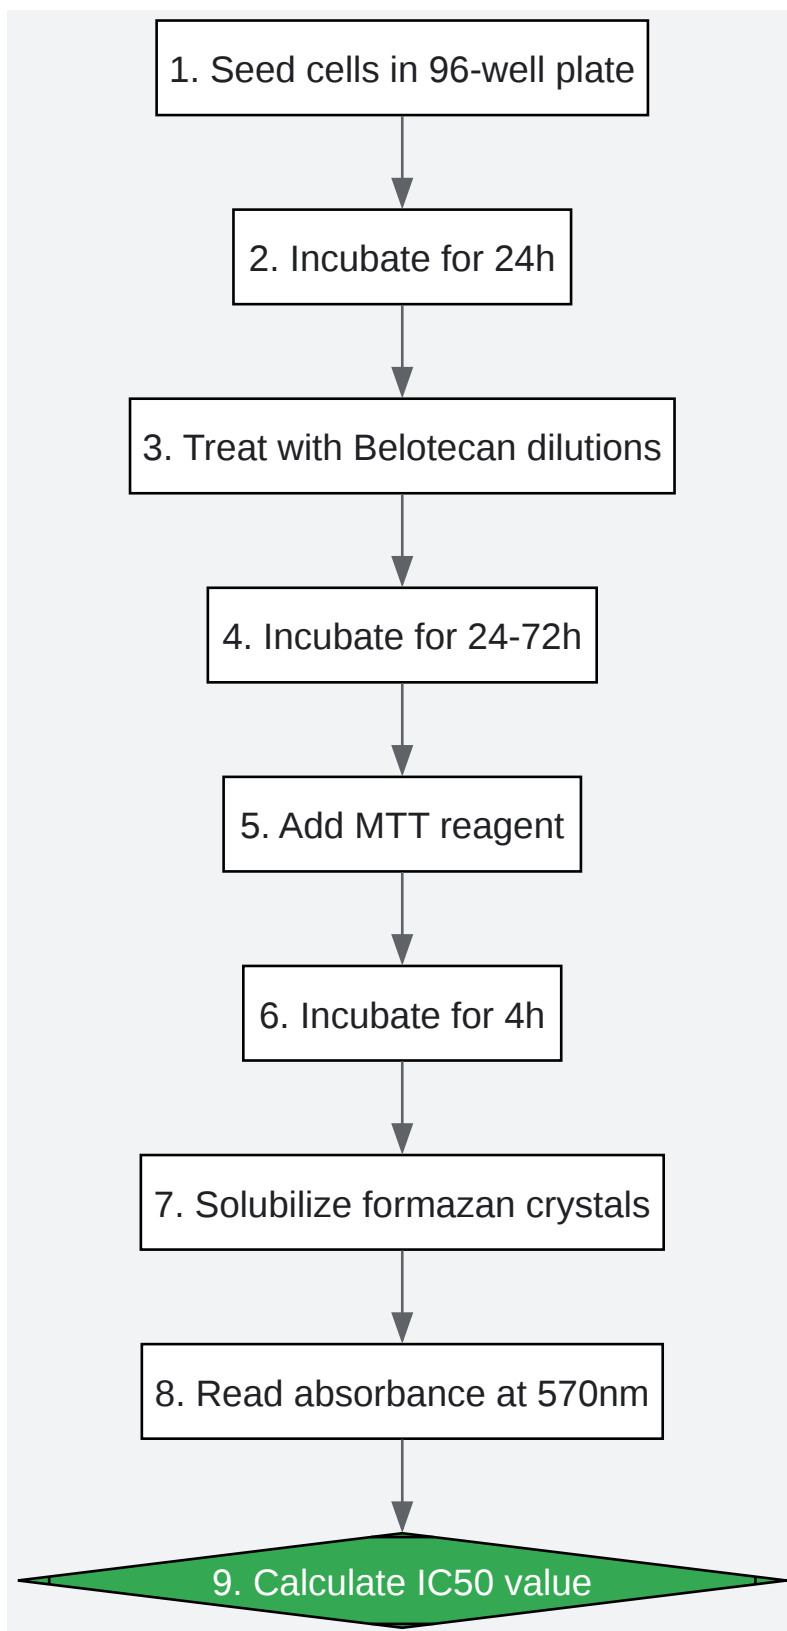 1. Seed cells in 96-well plate
2. Incubate for 24h
3. Treat with Belotecan dilutions
4. Incubate for 24-72h
5. Add MTT reagent
6. Incubate for 4h
7. Solubilize formazan crystals
8. Read absorbance at 570nm
9. Calculate IC50 value